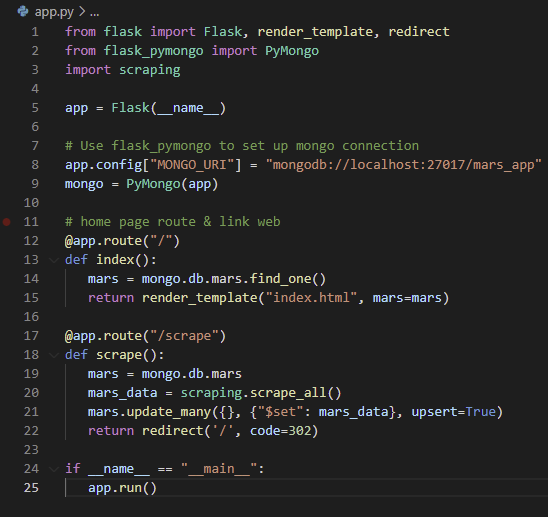 app.py > ...
1 from flask import Flask, render_template, redirect
2 from flask_pymongo import PyMongo
3 import scraping
4
5 app = Flask(__name__)
6
7 # Use flask_pymongo to set up mongo connection
8 app.config["MONGO_URI"] = "mongodb://localhost:27017/mars_app"
9 mongo = PyMongo(app)
10
11 # home page route & link web
12 @app.route("/")
13 def index():
14    mars = mongo.db.mars.find_one()
15    return render_template("index.html", mars=mars)
16
17 @app.route("/scrape")
18 def scrape():
19    mars = mongo.db.mars
20    mars_data = scraping.scrape_all()
21    mars.update_many({}, {"$set": mars_data}, upsert=True)
22    return redirect('/', code=302)
23
24 if __name__ == "__main__":
25    app.run()